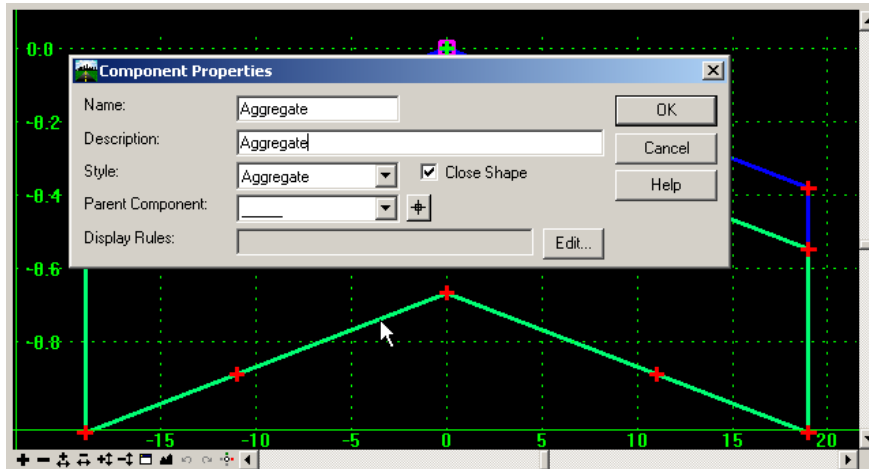 0.0
Component Properties
Name:
Aggregate
OK
-0.2
Description:
Aggregate
Cancel
Style:
Aggregate
Close Shape
Help
-0.4
Parent Component:
Display Rules:
Edit...
-0.6
-0.8
-15 -10 -5 0 5 10 15 20